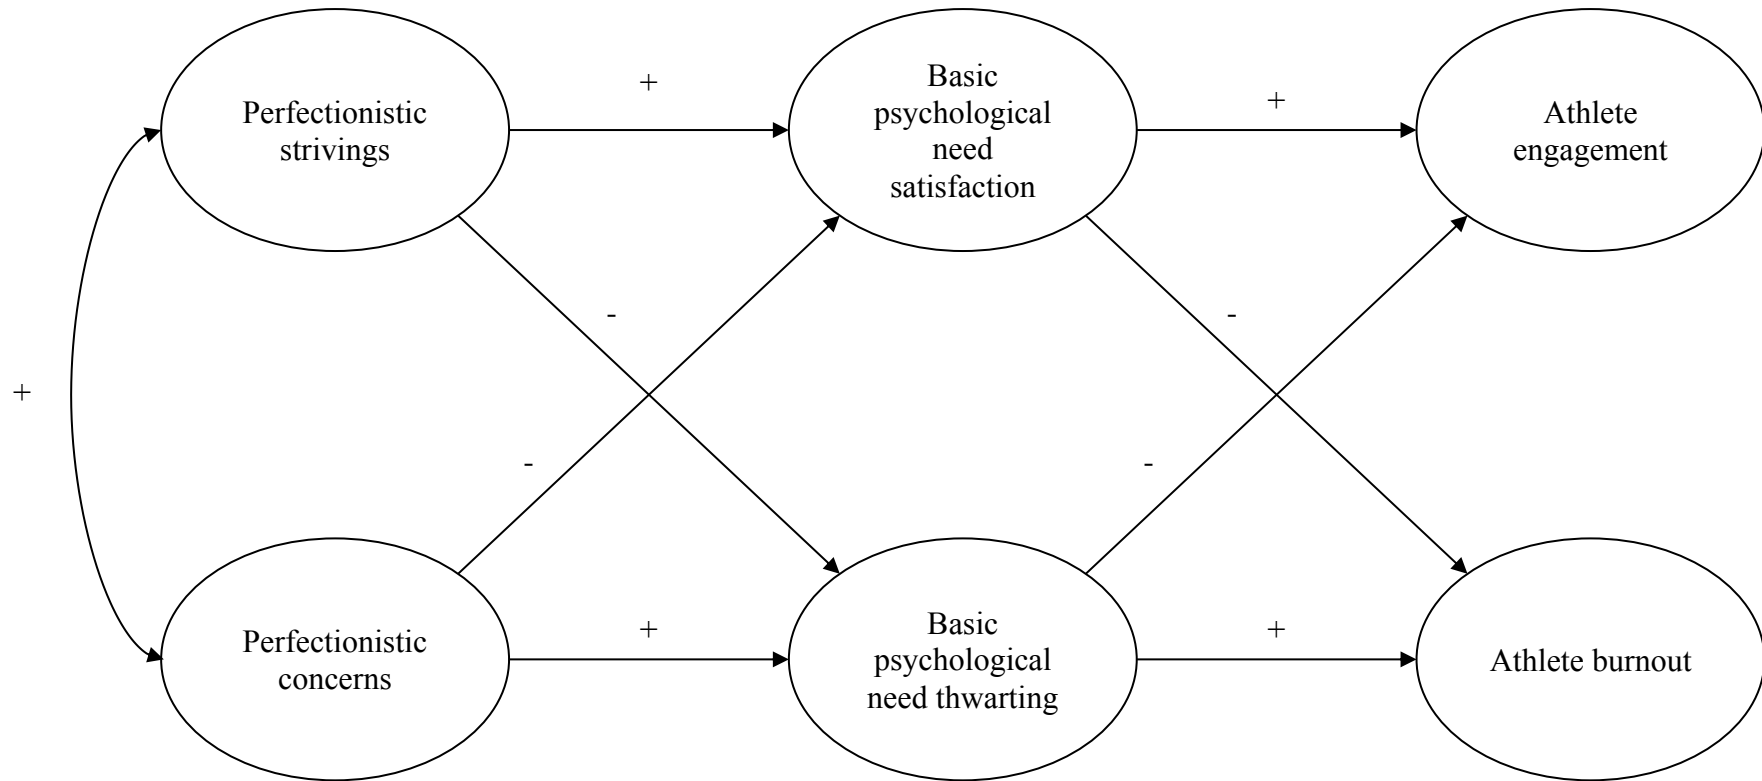 Perfectionistic
strivings
+
Basic
psychological
need
satisfaction
+
Athlete
engagement
-
-
+
-
-
Perfectionistic
concerns
+
Basic
psychological
need thwarting
+
Athlete burnout